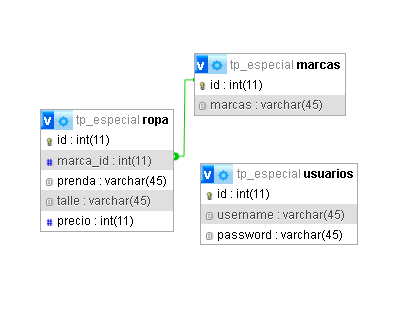 V tp_especial marcas
id : int(11)
marcas : varchar(45)
V tp_especial ropa
id : int(11)
# marca_id : int(11)
prenda : varchar(45)
talle : varchar(45)
# precio : int(11)
V tp_especial usuarios
id : int(11)
username : varchar(45)
password : varchar(45)